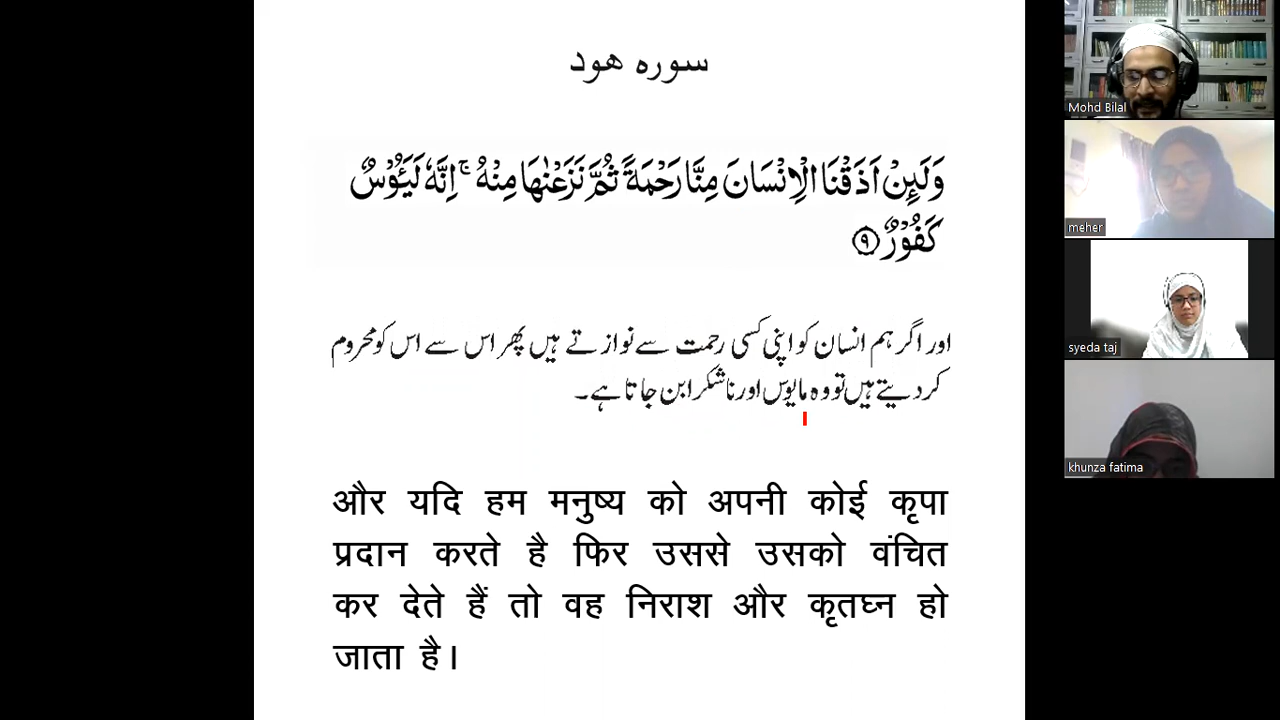 سورہ ھود
وَلَئِنْ اَذَقْنَا الْاِنْسَانَ مِنَّا رَحْمَةً ثُمَّ نَزَعْنٰهَا مِنْهُ ۚ اِنَّهٗ لَيَـُٔوْسٌ
كَفُوْرٌ ۹
اور اگر ہم انسان کو اپنی کسی رحمت سے نوازتے ہیں پھر اس سے اس کو محروم
کر دیتے ہیں تو وہ مایوس اور ناشکرا بن جاتا ہے۔
और यदि हम मनुष्य को अपनी कोई कृपा
प्रदान करते है फिर उससे उसको वंचित
कर देते हैं तो वह निराश और कृतघ्न हो
जाता है।
Mohd Bilal
meher
syeda taj
khunza fatima